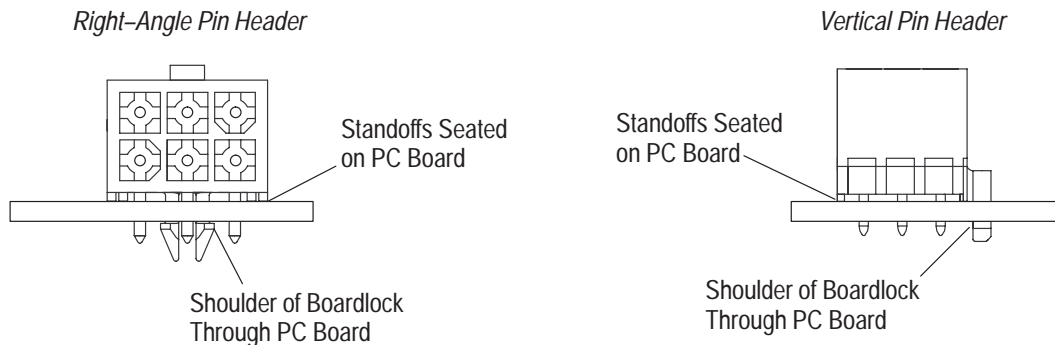 Right–Angle Pin Header
Standoffs Seated
on PC Board
Shoulder of Boardlock
Through PC Board
Vertical Pin Header
Standoffs Seated
on PC Board
Shoulder of Boardlock
Through PC Board